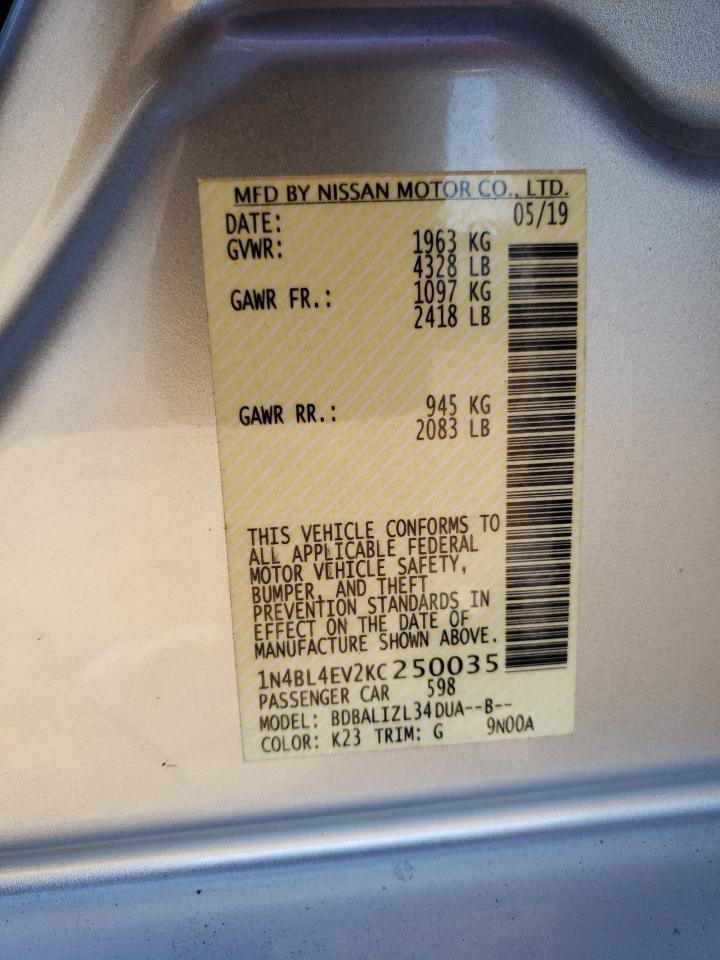 MFD BY NISSAN MOTOR CO., LTD.
DATE: 05/19
GVWR: 1963 KG
4328 LB
GAWR FR.: 1097 KG
2418 LB
GAWR RR.: 945 KG
2083 LB
THIS VEHICLE CONFORMS TO
ALL APPLICABLE FEDERAL
MOTOR VEHICLE SAFETY,
BUMPER, AND THEFT
PREVENTION STANDARDS IN
EFFECT ON THE DATE OF
MANUFACTURE SHOWN ABOVE.
1N4BL4EV2KC250035
PASSENGER CAR 598
MODEL: BDBALIZL34DUA--B--
COLOR: K23 TRIM: G 9N00A